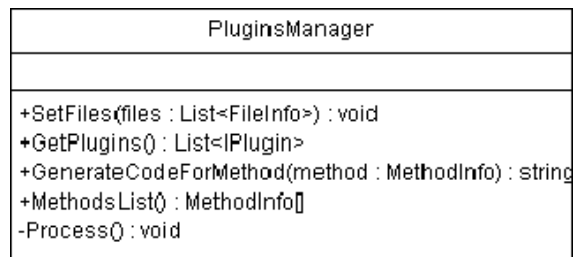 PluginsManager
+SetFiles(files : List<FileInfo>) : void
+GetPlugins() : List<IPlugin>
+GenerateCodeForMethod(method : MethodInfo) : string
+MethodsList() : MethodInfo[]
-Process() : void